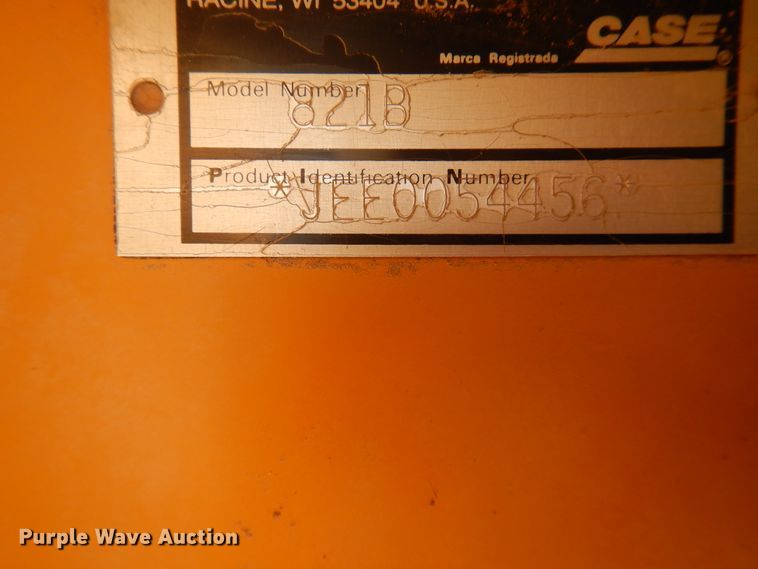 RACINE, WI 53404 U.S.A.
CASE
®
Marca Registrada
Model Number
821B
Product Identification Number
*JEE0054456*
Purple Wave Auction